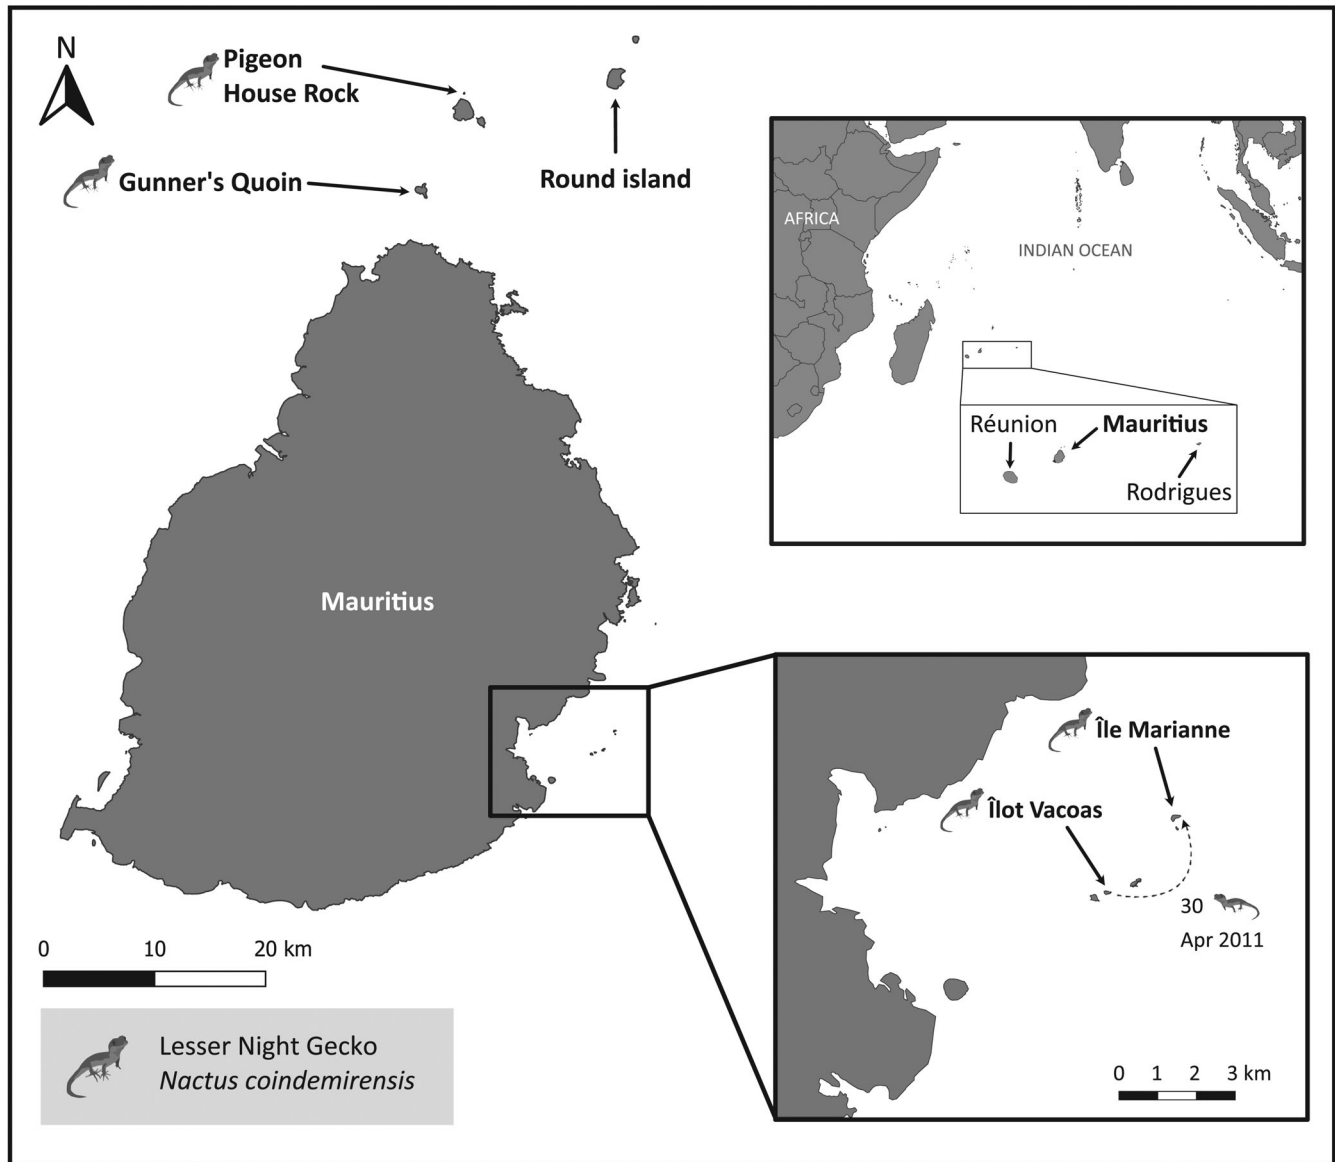 N
Pigeon
House Rock
Gunner's Quoin
Round island
AFRICA
INDIAN OCEAN
Réunion
Mauritius
Rodrigues
Mauritius
Île Marianne
Îlot Vacoas
30
Apr 2011
0 1 2 3 km
0 10 20 km
Lesser Night Gecko
Nactus coindemirensis